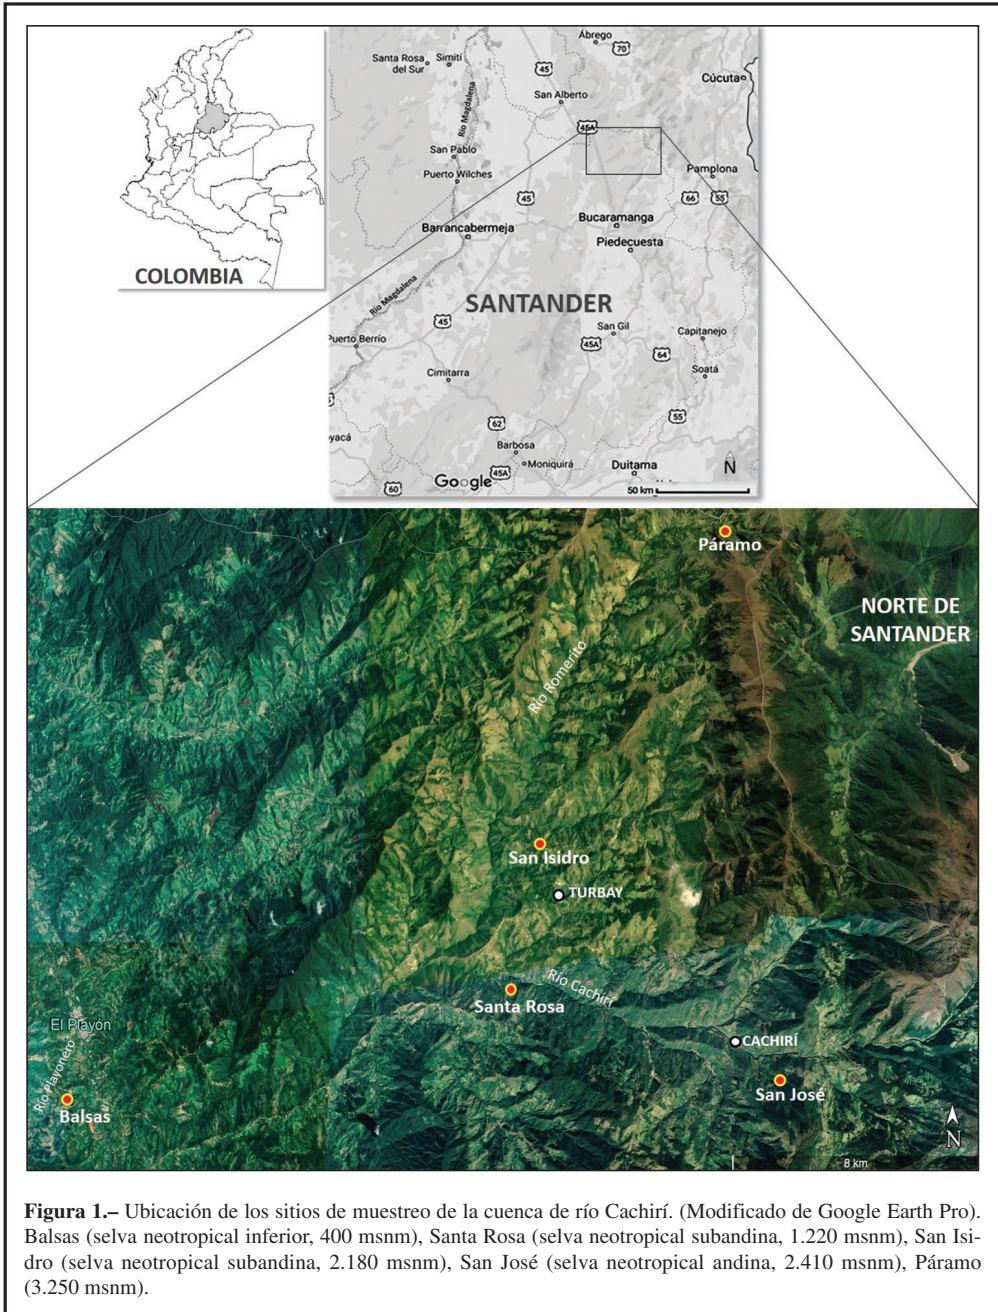 COLOMBIA
Ábrego
70
Santa Rosa
del Sur
Simití
45
Cúcuta
San Alberto
Río Magdalena
45A
San Pablo
Puerto Wilches
Pamplona
45
66
55
Bucaramanga
Barrancabermeja
Piedecuesta
Río Magdalena
SANTANDER
45
San Gil
Capitanejo
Puerto Berrío
45A
64
Cimitarra
Soatá
55
62
yacá
Barbosa
Moniquirá
45A
Duitama
N
60
Google
50 km
Páramo
NORTE DE
SANTANDER
Río Romerito
San Isidro
TURBAY
Río Cachirí
Santa Rosa
El Playón
CACHIRÍ
Río Playonero
San José
Balsas
N
8 km
Figura 1.– Ubicación de los sitios de muestreo de la cuenca de río Cachirí. (Modificado de Google Earth Pro).
Balsas (selva neotropical inferior, 400 msnm), Santa Rosa (selva neotropical subandina, 1.220 msnm), San Isi-
dro (selva neotropical subandina, 2.180 msnm), San José (selva neotropical andina, 2.410 msnm), Páramo
(3.250 msnm).